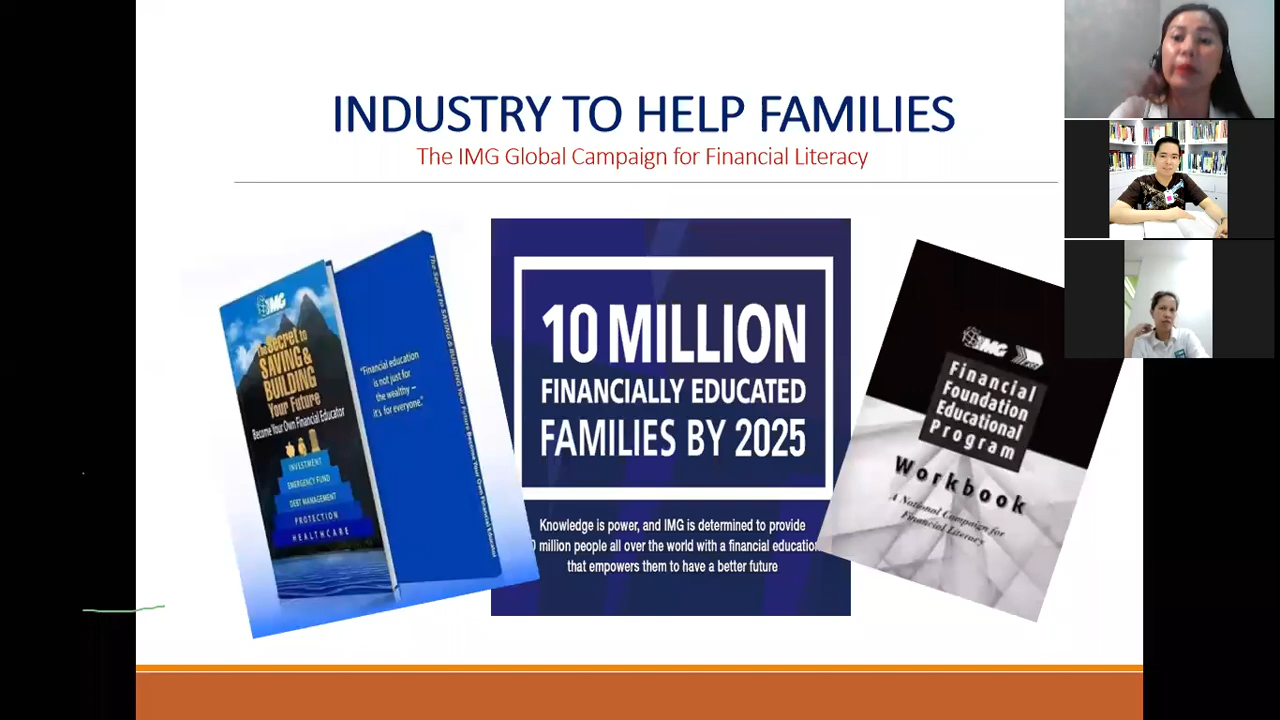 INDUSTRY TO HELP FAMILIES
The IMG Global Campaign for Financial Literacy
IMG
The Secret to
SAVING &
BUILDING
Your Future
Become Your Own Financial Educator
INVESTMENT
EMERGENCY FUND
DEBT MANAGEMENT
PROTECTION
HEALTHCARE
"Financial education
is not just for
the wealthy –
it's for everyone."
The Secret to SAVING & BUILDING Your Future Become Your Own Financial Educator
10 MILLION
FINANCIALLY EDUCATED
FAMILIES BY 2025
Knowledge is power, and IMG is determined to provide
0 million people all over the world with a financial education
that empowers them to have a better future
IMG
Financial
Foundation
Educational
Program
Workbook
A National Campaign for
Financial Literacy